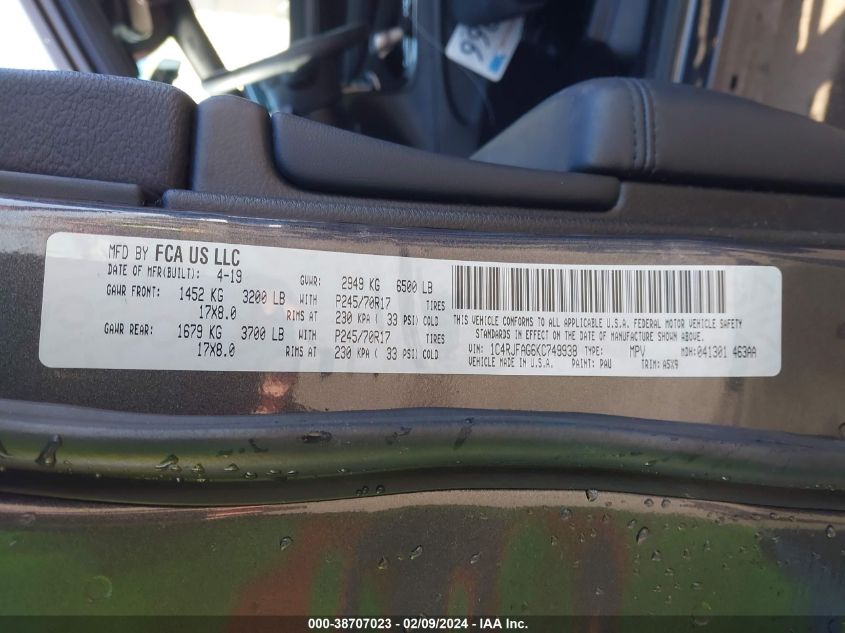 MFD BY FCA US LLC
DATE OF MFR(BUILT): 4-19 GVWR: 2949 KG 6500 LB
GAWR FRONT: 1452 KG 3200 LB WITH P245/70R17 TIRES
17X8.0 RIMS AT 230 KPA ( 33 PSI) COLD
GAWR REAR: 1679 KG 3700 LB WITH P245/70R17 TIRES
17X8.0 RIMS AT 230 KPA ( 33 PSI) COLD
THIS VEHICLE CONFORMS TO ALL APPLICABLE U.S.A. FEDERAL MOTOR VEHICLE SAFETY
STANDARDS IN EFFECT ON THE DATE OF MANUFACTURE SHOWN ABOVE.
VIN: 1C4RJFAG6KC749938 TYPE: MPV MDH: 041301 463AA
VEHICLE MADE IN U.S.A. PAINT: PAU TRIM: A5X9
000-38707023 - 02/09/2024 - IAAI.COM